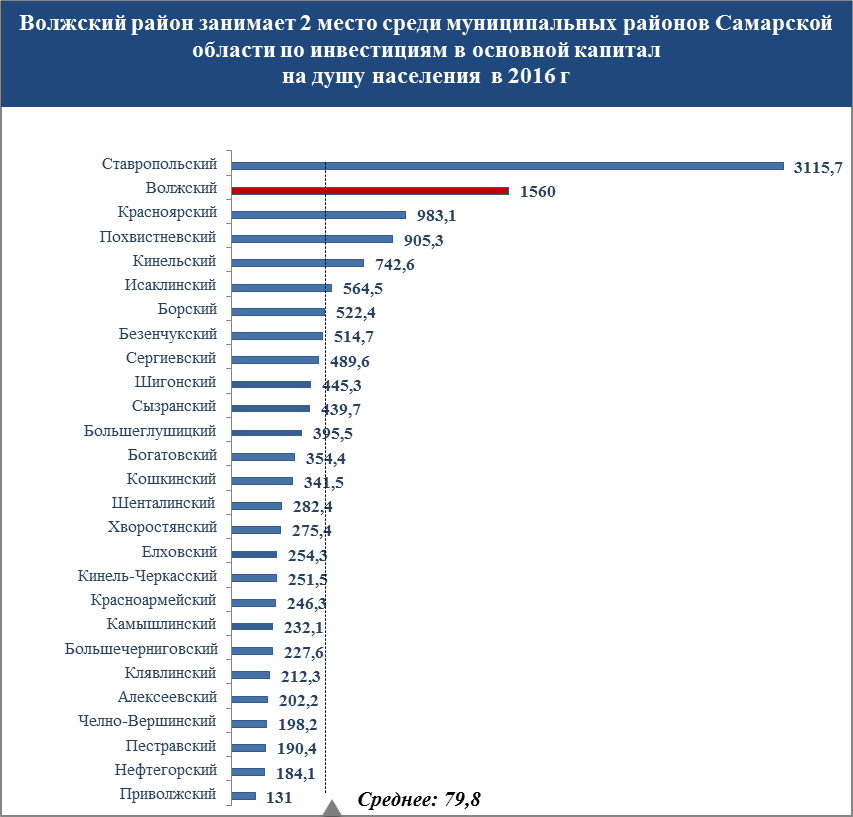 Волжский район занимает 2 место среди муниципальных районов Самарской
области по инвестициям в основной капитал
на душу населения в 2016 г
Ставропольский 3115,7
Волжский 1560
Красноярский 983,1
Похвистневский 905,3
Кинельский 742,6
Исаклинский 564,5
Борский 522,4
Безенчукский 514,7
Сергиевский 489,6
Шигонский 445,3
Сызранский 439,7
Большеглушицкий 395,5
Богатовский 354,4
Кошкинский 341,5
Шенталинский 282,4
Хворостянский 275,4
Елховский 254,3
Кинель-Черкасский 251,5
Красноармейский 246,3
Камышлинский 232,1
Большечерниговский 227,6
Клявлинский 212,3
Алексеевский 202,2
Челно-Вершинский 198,2
Пестравский 190,4
Нефтегорский 184,1
Приволжский 131
Среднее: 79,8